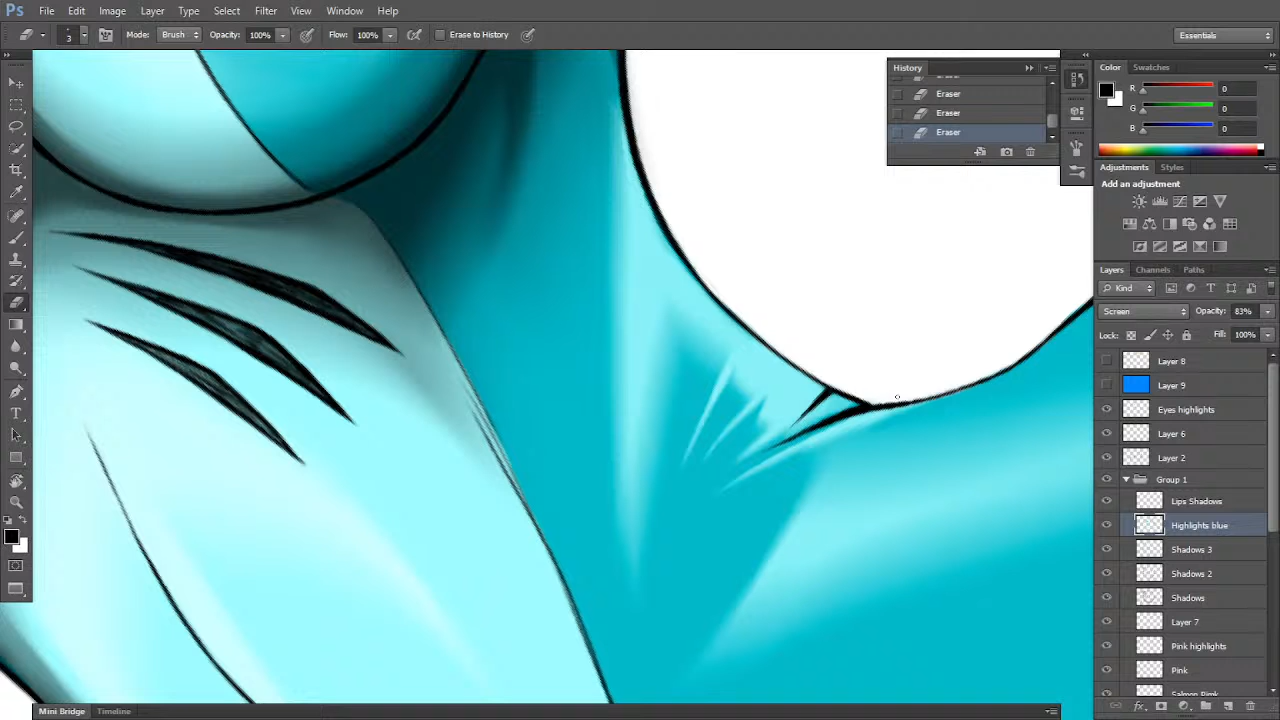 Ps File Edit Image Layer Type Select Filter View Window Help
3 Mode: Brush Opacity: 100% Flow: 100% Erase to History Essentials
History
Eraser
Eraser
Eraser
Color Swatches
R 0
G 0
B 0
Adjustments Styles
Add an adjustment
Layers Channels Paths
Kind
Screen Opacity: 83%
Lock: Fill: 100%
Layer 8
Layer 9
Eyes highlights
Layer 6
Layer 2
Group 1
Lips Shadows
Highlights blue
Shadows 3
Shadows 2
Shadows
Layer 7
Pink highlights
Pink
Salmon Pink
Mini Bridge Timeline